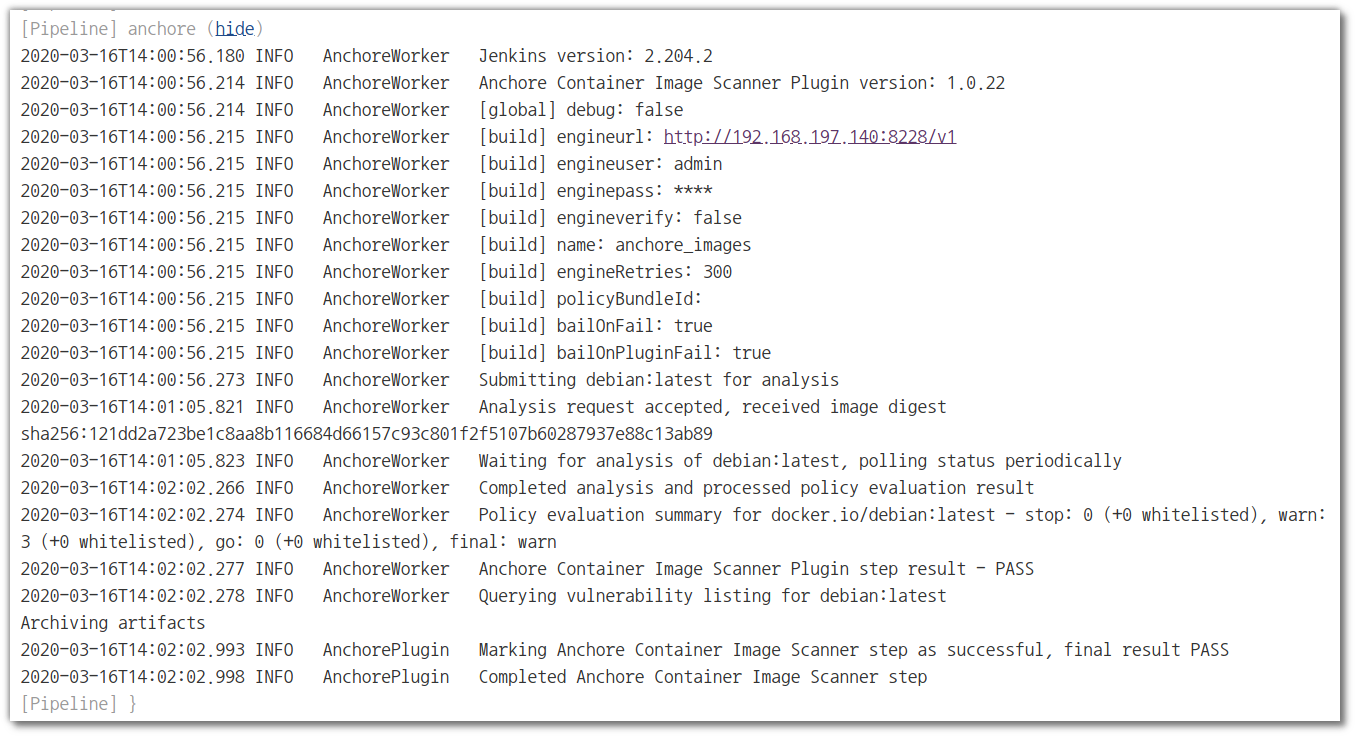 [Pipeline] anchore (hide)
2020-03-16T14:00:56.180 INFO   AnchoreWorker   Jenkins version: 2.204.2
2020-03-16T14:00:56.214 INFO   AnchoreWorker   Anchore Container Image Scanner Plugin version: 1.0.22
2020-03-16T14:00:56.214 INFO   AnchoreWorker   [global] debug: false
2020-03-16T14:00:56.215 INFO   AnchoreWorker   [build] engineurl: http://192.168.197.140:8228/v1
2020-03-16T14:00:56.215 INFO   AnchoreWorker   [build] engineuser: admin
2020-03-16T14:00:56.215 INFO   AnchoreWorker   [build] enginepass: ****
2020-03-16T14:00:56.215 INFO   AnchoreWorker   [build] engineverify: false
2020-03-16T14:00:56.215 INFO   AnchoreWorker   [build] name: anchore_images
2020-03-16T14:00:56.215 INFO   AnchoreWorker   [build] engineRetries: 300
2020-03-16T14:00:56.215 INFO   AnchoreWorker   [build] policyBundleId:
2020-03-16T14:00:56.215 INFO   AnchoreWorker   [build] bailOnFail: true
2020-03-16T14:00:56.215 INFO   AnchoreWorker   [build] bailOnPluginFail: true
2020-03-16T14:00:56.273 INFO   AnchoreWorker   Submitting debian:latest for analysis
2020-03-16T14:01:05.821 INFO   AnchoreWorker   Analysis request accepted, received image digest
sha256:121dd2a723be1c8aa8b116684d66157c93c801f2f5107b60287937e88c13ab89
2020-03-16T14:01:05.823 INFO   AnchoreWorker   Waiting for analysis of debian:latest, polling status periodically
2020-03-16T14:02:02.266 INFO   AnchoreWorker   Completed analysis and processed policy evaluation result
2020-03-16T14:02:02.274 INFO   AnchoreWorker   Policy evaluation summary for docker.io/debian:latest - stop: 0 (+0 whitelisted), warn:
3 (+0 whitelisted), go: 0 (+0 whitelisted), final: warn
2020-03-16T14:02:02.277 INFO   AnchoreWorker   Anchore Container Image Scanner Plugin step result - PASS
2020-03-16T14:02:02.278 INFO   AnchoreWorker   Querying vulnerability listing for debian:latest
Archiving artifacts
2020-03-16T14:02:02.993 INFO   AnchorePlugin   Marking Anchore Container Image Scanner step as successful, final result PASS
2020-03-16T14:02:02.998 INFO   AnchorePlugin   Completed Anchore Container Image Scanner step
[Pipeline] }